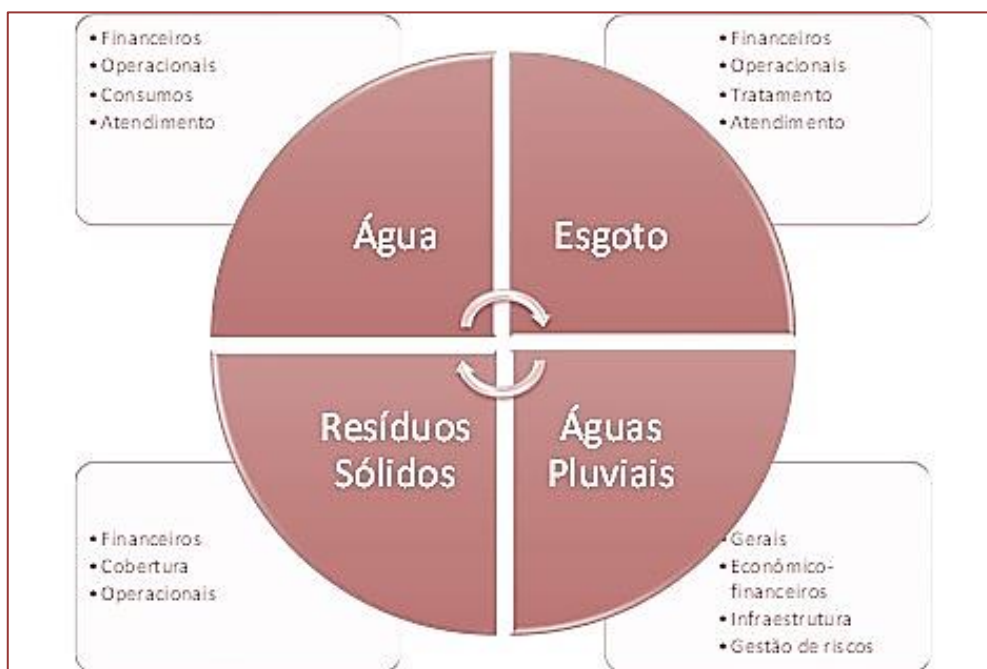 • Financeiros
• Operacionais
• Consumos
• Atendimento
• Financeiros
• Operacionais
• Tratamento
• Atendimento
Água
Esgoto
Resíduos
Sólidos
Águas
Pluviais
• Financeiros
• Cobertura
• Operacionais
• Gerais
• Econômico-
financeiros
• Infraestrutura
• Gestão de riscos